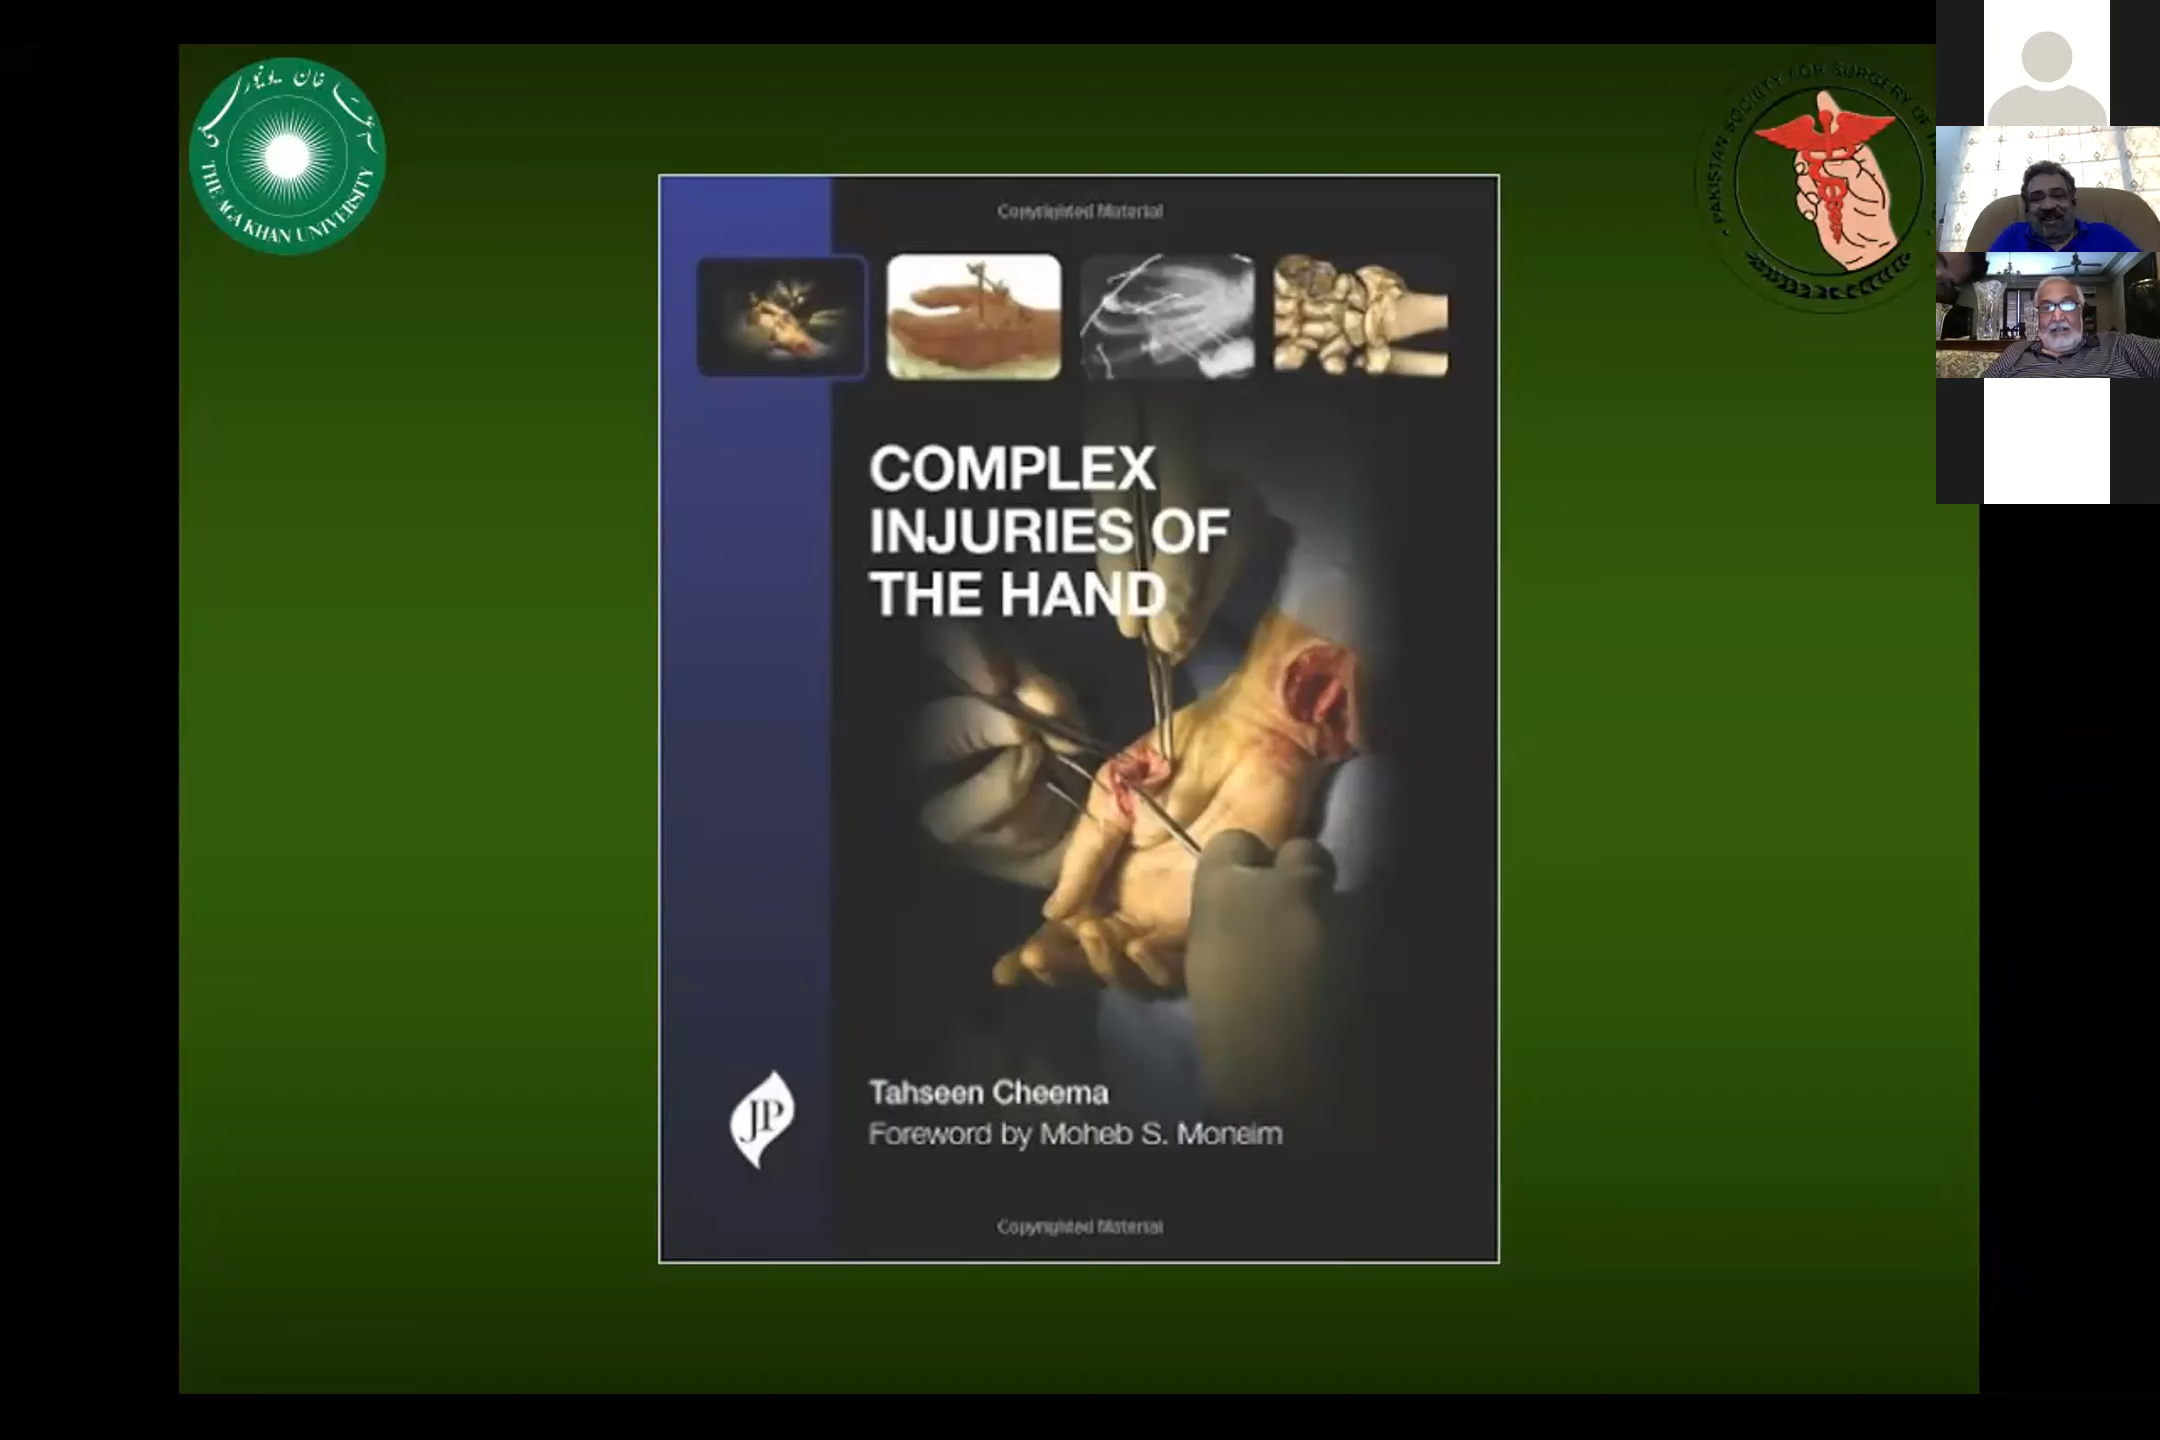 THE AGA KHAN UNIVERSITY
PAKISTAN SOCIETY FOR SURGERY OF
Copyrighted Material
COMPLEX
INJURIES OF
THE HAND
JP
Tahseen Cheema
Foreword by Moheb S. Moneim
Copyrighted Material